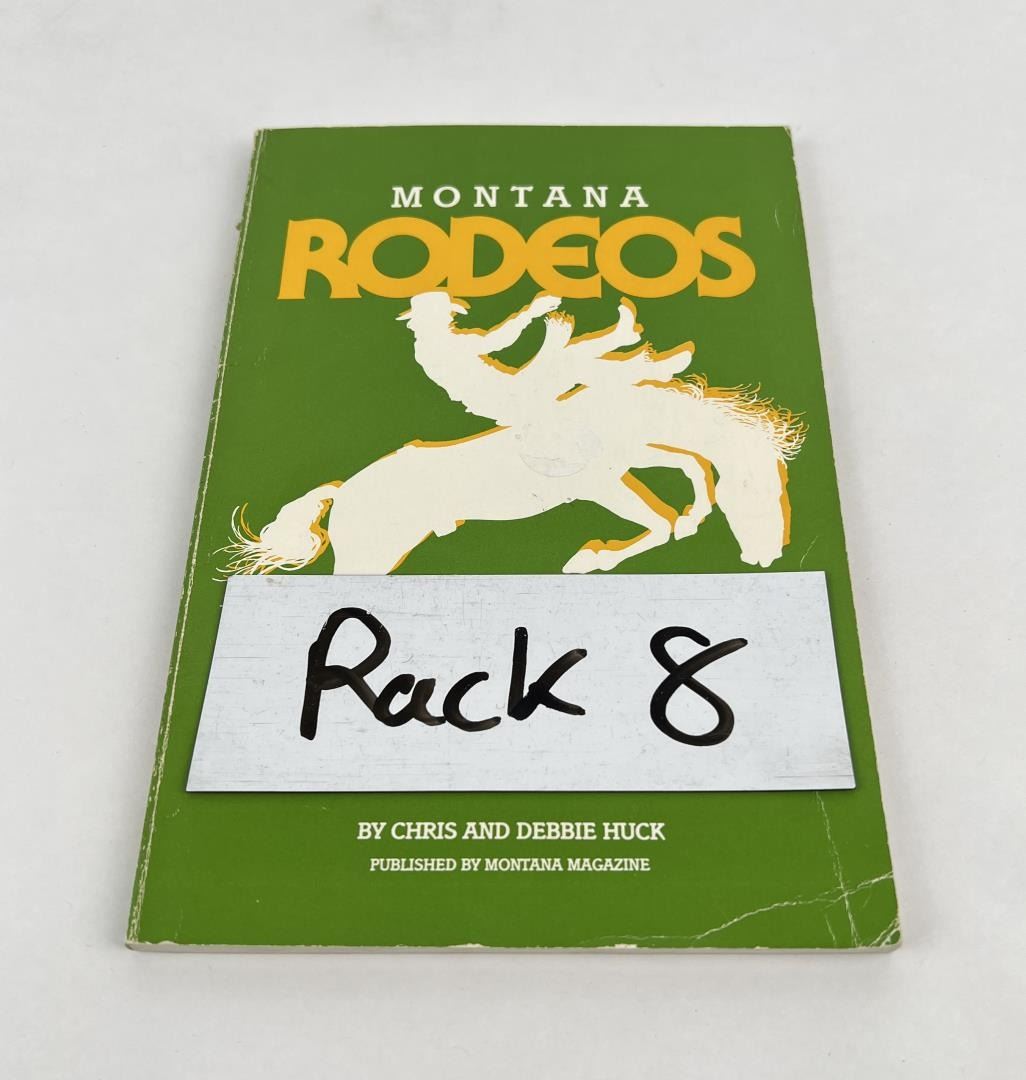 MONTANA
RODEOS
Rack 8
BY CHRIS AND DEBBIE HUCK
PUBLISHED BY MONTANA MAGAZINE